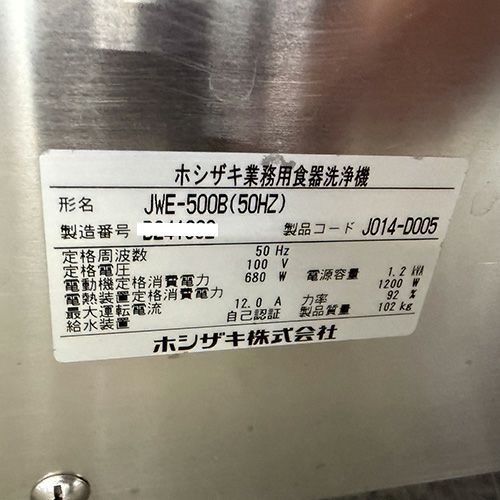 ホシザキ業務用食器洗浄機
形名 JWE-500B(50HZ)
製造番号 製品コード J014-D005
定格周波数 50 Hz
定格電圧 100 V 電源容量 1.2 kVA
電動機定格消費電力 680 W
電熱装置定格消費電力 1200 W
最大運転電流 12.0 A 力率 92 %
給水装置 自己認証 製品質量 102 kg
ホシザキ株式会社